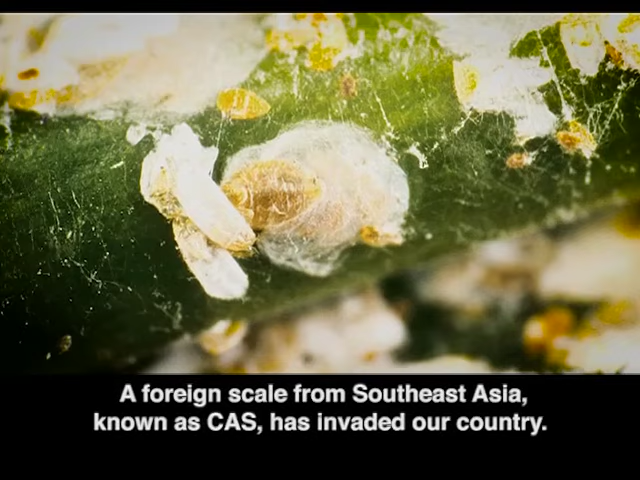 A foreign scale from Southeast Asia,
known as CAS, has invaded our country.